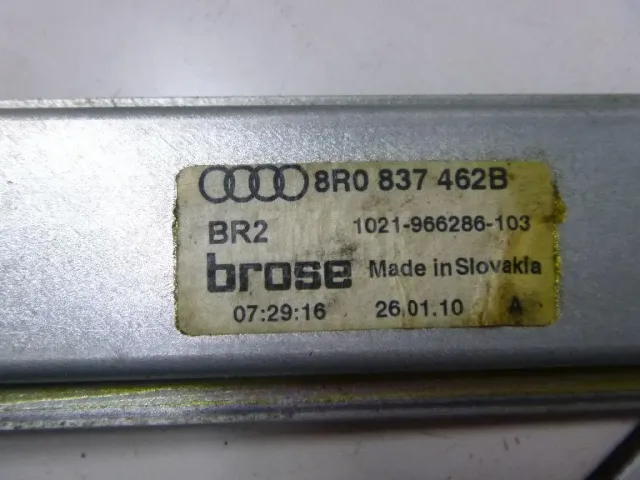 8R0 837 462B
BR2 1021-966286-103
brose Made in Slovakia
07:29:16 26.01.10 A